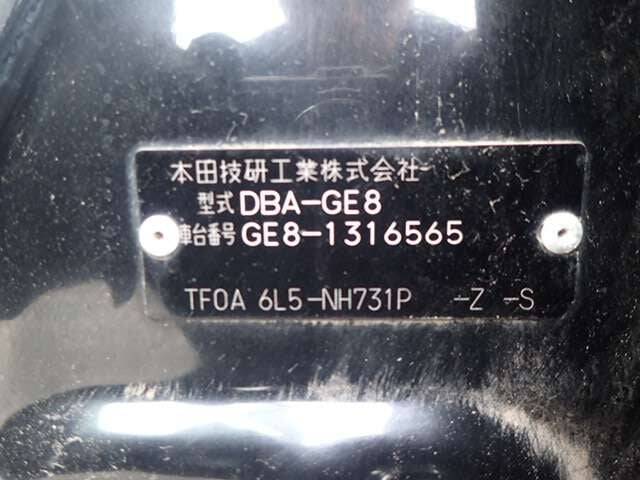 本田技研工業株式会社
型式 DBA-GE8
車台番号 GE8-1316565
TF0A 6L5-NH731P -Z -S